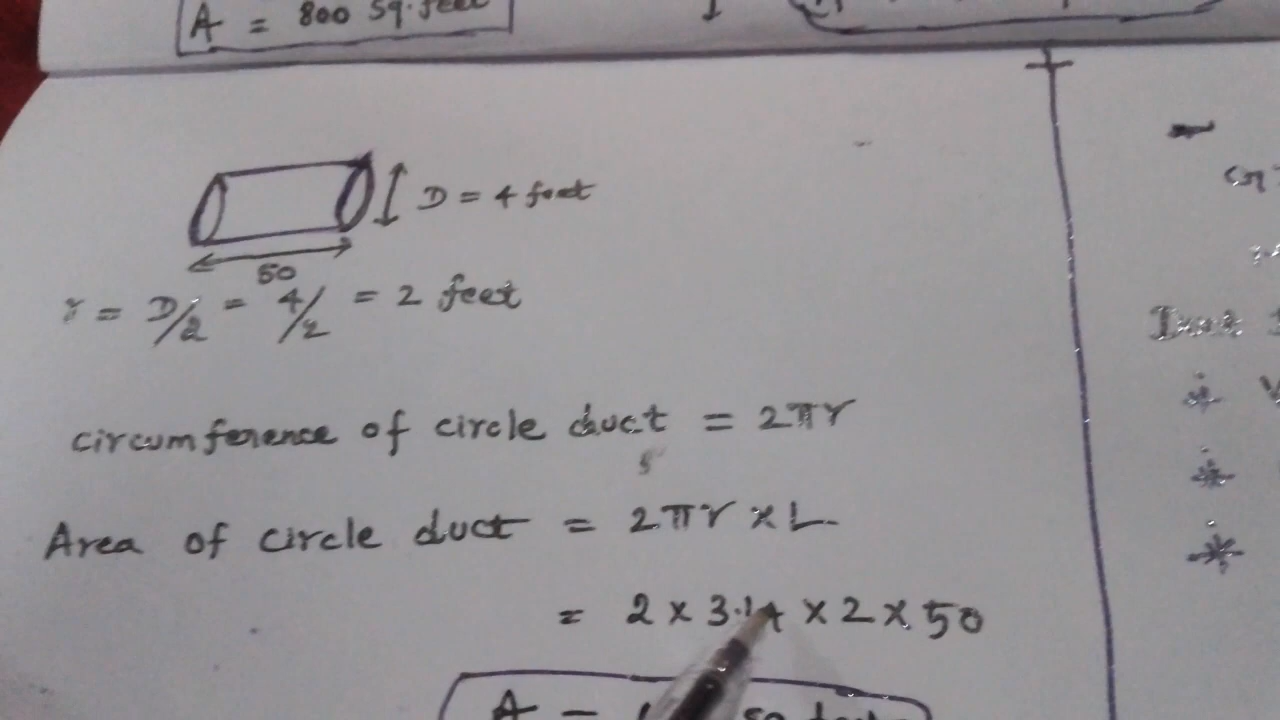 A = 800 Sq.feet
D = 4 feet
50
r = D/2 = 4/2 = 2 feet
circumference of circle duct = 2πr
Area of circle duct = 2πr x L
= 2 x 3.14 x 2 x 50
A =